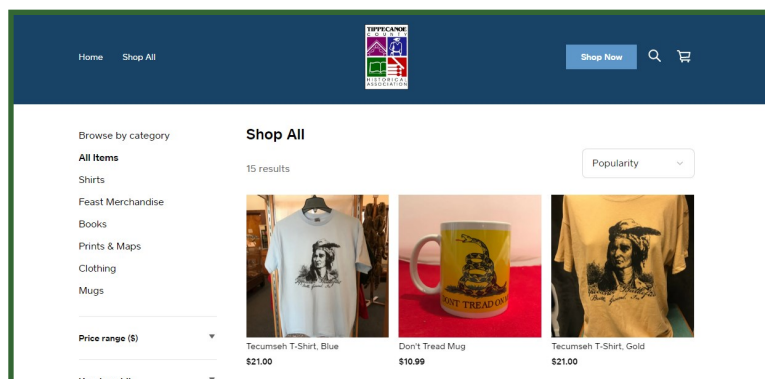 Home Shop All
TIPPECANOE
COUNTY
HISTORICAL
ASSOCIATION
Shop Now
Browse by category
All Items
Shirts
Feast Merchandise
Books
Prints & Maps
Clothing
Mugs
Price range ($)
Shop All
15 results
Popularity
DONT TREAD ON
Tecumseh T-Shirt, Blue
$21.00
Don't Tread Mug
$10.99
Tecumseh T-Shirt, Gold
$21.00